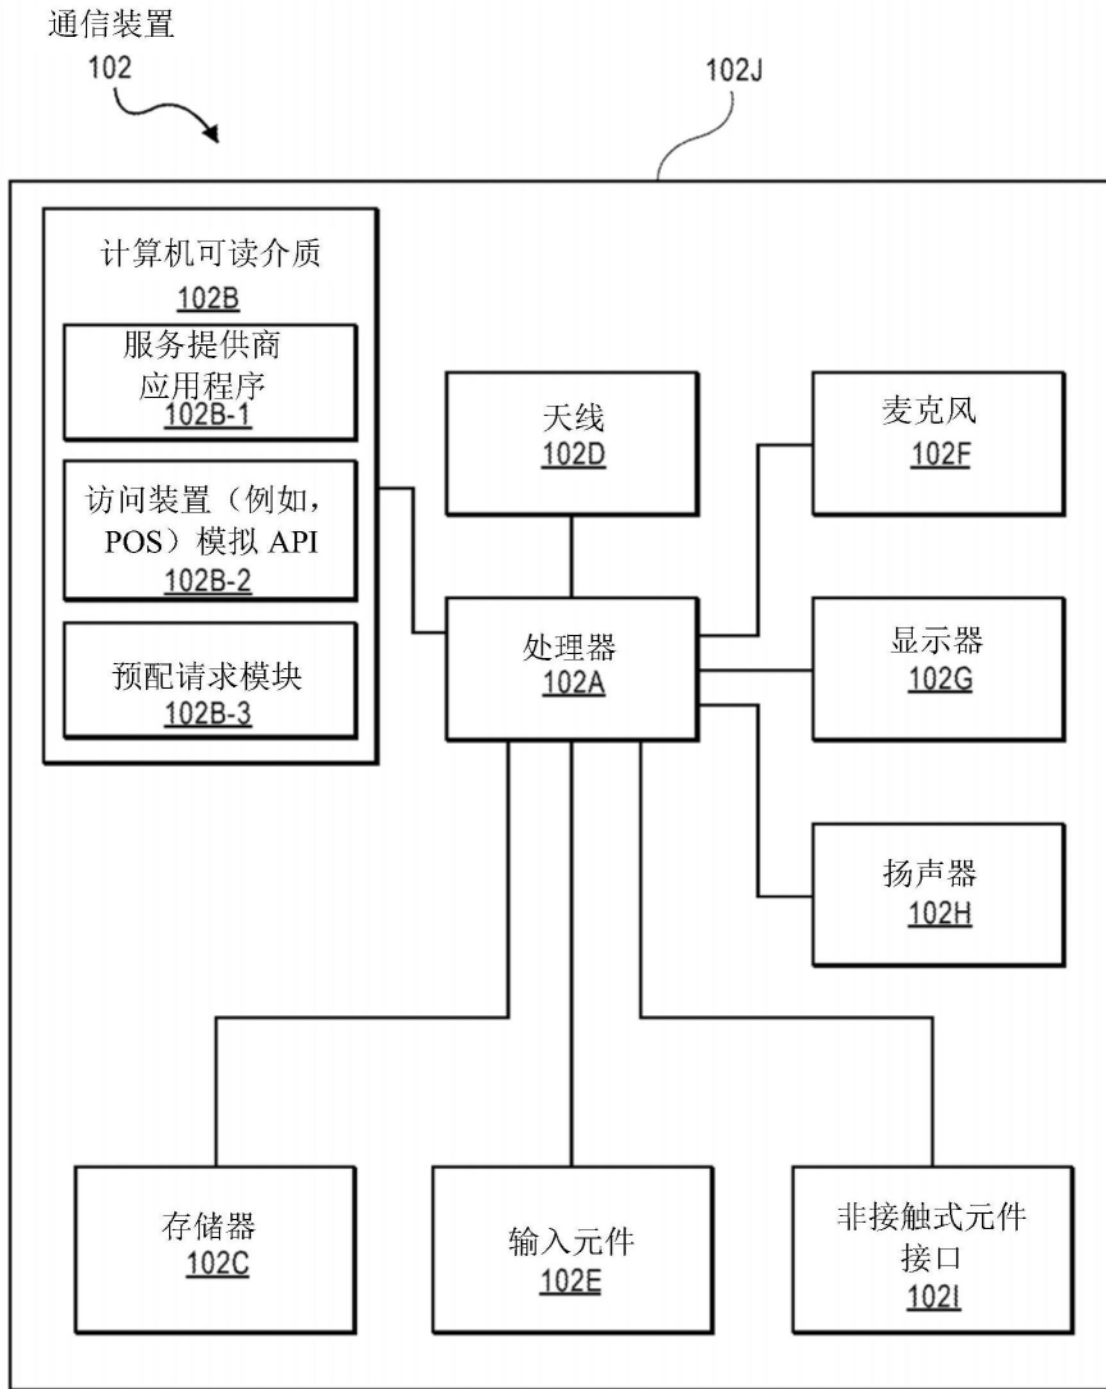 通信装置
102
102J
计算机可读介质
102B
服务提供商
应用程序
102B-1
访问装置（例如，
POS）模拟 API
102B-2
预配请求模块
102B-3
天线
102D
麦克风
102F
处理器
102A
显示器
102G
扬声器
102H
存储器
102C
输入元件
102E
非接触式元件
接口
102I